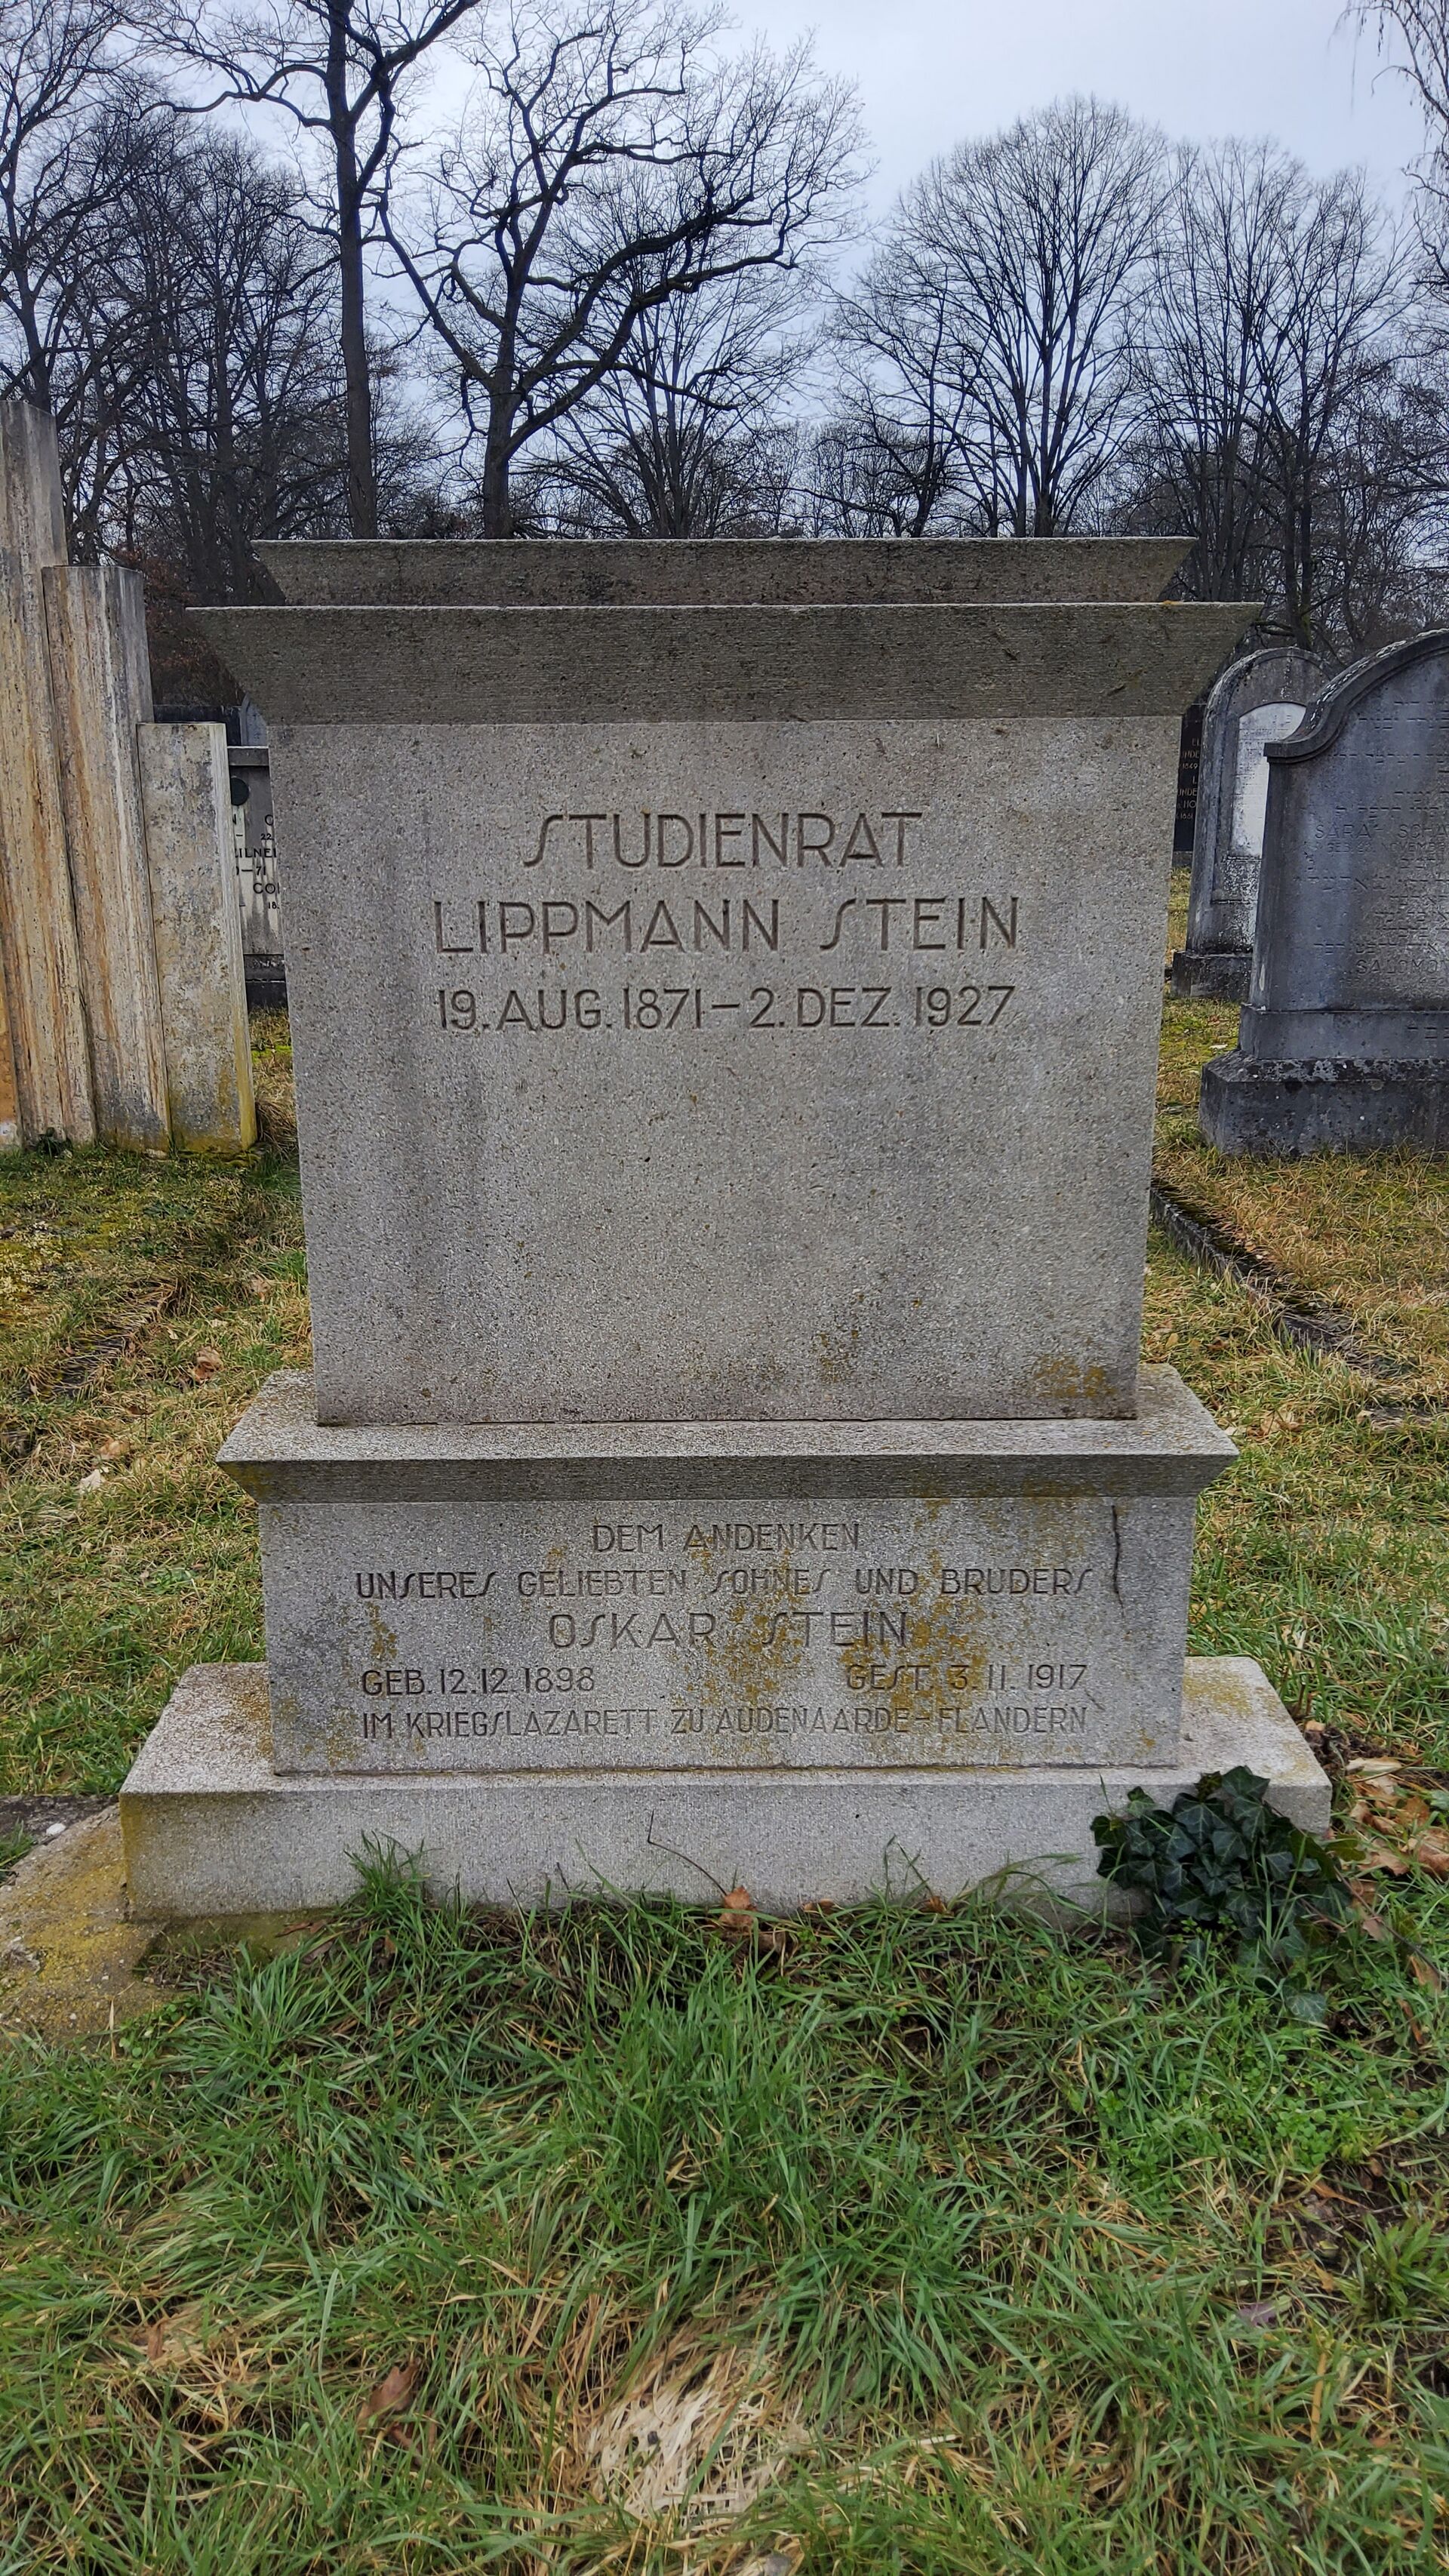 STUDIENRAT
LIPPMANN STEIN
19. AUG. 1871 – 2. DEZ. 1927
DEM ANDENKEN
UNSERES GELIEBTEN SOHNES UND BRUDERS
OSKAR STEIN
GEB. 12.12.1898 GEST. 3.11.1917
IM KRIEGSLAZARETT ZU AUDENAARDE-FLANDERN
SARA